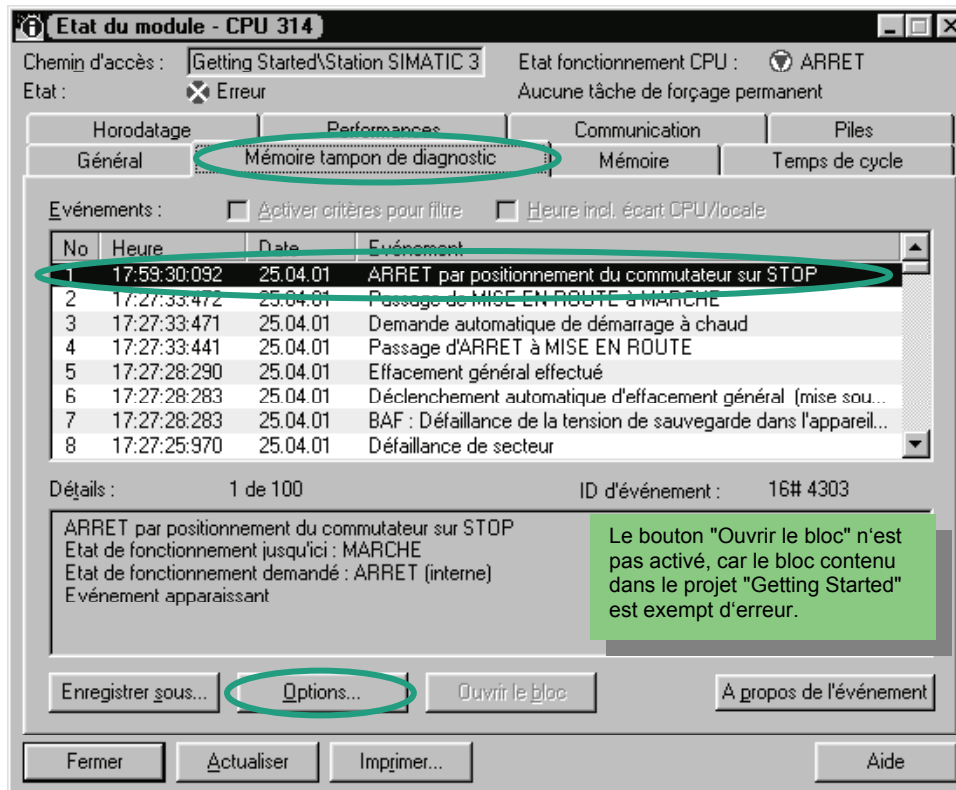 Etat du module - CPU 314
Chemin d'accès : Getting Started\Station SIMATIC 3 Etat fonctionnement CPU : ARRET
Etat : Erreur Aucune tâche de forçage permanent
Horodatage Performances Communication Piles
Général Mémoire tampon de diagnostic Mémoire Temps de cycle
Evénements : Activer critères pour filtre Heure incl. écart CPU/locale
No Heure Date Evénement
1 17:59:30:092 25.04.01 ARRET par positionnement du commutateur sur STOP
2 17:27:33:472 25.04.01 Passage de MISE EN ROUTE à MARCHE
3 17:27:33:471 25.04.01 Demande automatique de démarrage à chaud
4 17:27:33:441 25.04.01 Passage d'ARRET à MISE EN ROUTE
5 17:27:28:290 25.04.01 Effacement général effectué
6 17:27:28:283 25.04.01 Déclenchement automatique d'effacement général (mise sou...
7 17:27:28:283 25.04.01 BAF : Défaillance de la tension de sauvegarde dans l'appareil...
8 17:27:25:970 25.04.01 Défaillance de secteur
Détails : 1 de 100 ID d'événement : 16# 4303
ARRET par positionnement du commutateur sur STOP
Etat de fonctionnement jusqu'ici : MARCHE
Etat de fonctionnement demandé : ARRET (interne)
Evénement apparaissant
Le bouton "Ouvrir le bloc" n'est
pas activé, car le bloc contenu
dans le projet "Getting Started"
est exempt d'erreur.
Enregistrer sous... Options... Ouvrir le bloc A propos de l'événement
Fermer Actualiser Imprimer... Aide